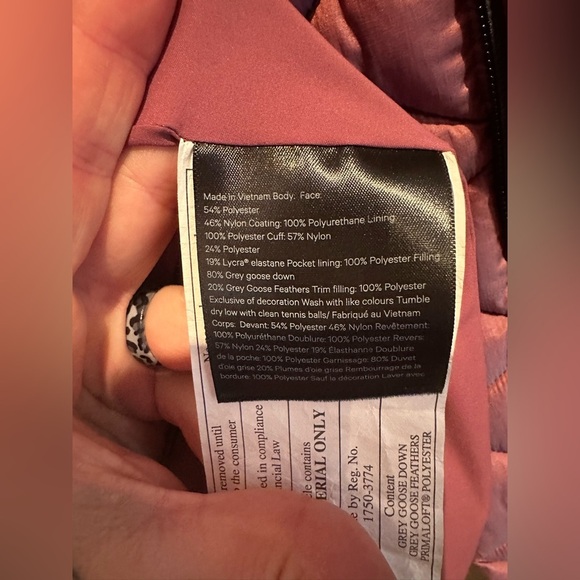 Made in Vietnam Body. Face:
54% Polyester
46% Nylon Coating: 100% Polyurethane Lining
100% Polyester Cuff: 57% Nylon
24% Polyester
19% Lycra® elastane Pocket lining: 100% Polyester Filling
80% Grey goose down
20% Grey Goose Feathers Trim filling: 100% Polyester
Exclusive of decoration Wash with like colours Tumble
dry low with clean tennis balls/ Fabriqué au Vietnam
Corps: Devant: 54% Polyester 46% Nylon Revêtement:
100% Polyuréthane Doublure: 100% Polyester Revers:
57% Nylon 24% Polyester 19% Élasthanne Doublure
de la poche: 100% Polyester Garnissage: 80% Duvet
d'oie grise 20% Plumes d'oie grise Rembourrage de la
bordure: 100% Polyester Sauf la décoration Laver avec
removed until
the consumer
in compliance
Law
contains
ERIAL ONLY
by Reg. No.
1750-3774
Content
GREY GOOSE DOWN
GREY GOOSE FEATHERS
PRIMALOFT® POLYESTER